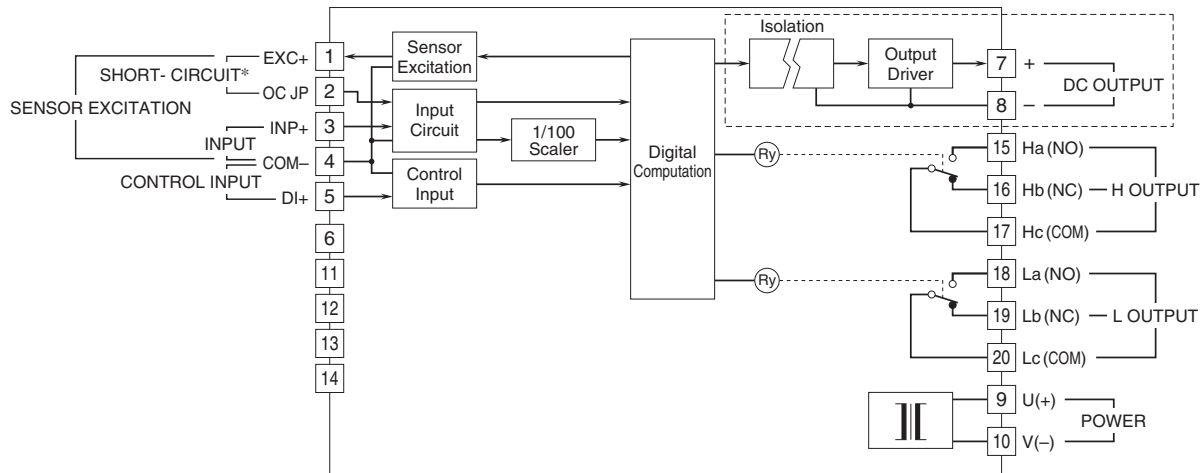 SENSOR EXCITATION
SHORT- CIRCUIT*
EXC+
1
OC JP
2
INPUT
INP+
3
COM–
4
CONTROL INPUT
DI+
5
6
11
12
13
14
Sensor
Excitation
Input
Circuit
1/100
Scaler
Control
Input
Digital
Computation
Isolation
Output
Driver
7
+
8
–
DC OUTPUT
Ry
15
Ha (NO)
16
Hb (NC)
H OUTPUT
17
Hc (COM)
Ry
18
La (NO)
19
Lb (NC)
L OUTPUT
20
Lc (COM)
9
U(+)
POWER
10
V(–)